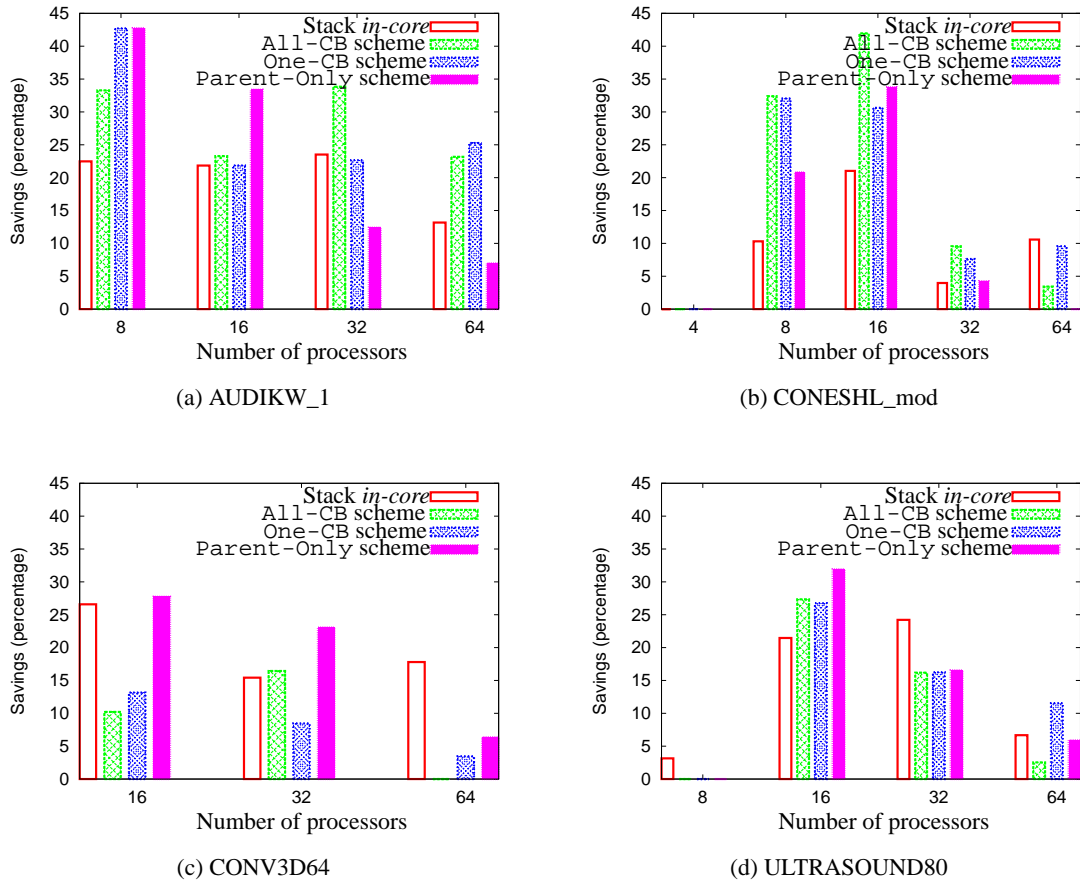 45
40
35
30
25
20
15
10
5
0
Savings (percentage)
Stack in-core
All-CB scheme
One-CB scheme
Parent-Only scheme
8 16 32 64
Number of processors
(a) AUDIKW_1
45
40
35
30
25
20
15
10
5
0
Savings (percentage)
Stack in-core
All-CB scheme
One-CB scheme
Parent-Only scheme
4 8 16 32 64
Number of processors
(b) CONESHL_mod
45
40
35
30
25
20
15
10
5
0
Savings (percentage)
Stack in-core
All-CB scheme
One-CB scheme
Parent-Only scheme
16 32 64
Number of processors
(c) CONV3D64
45
40
35
30
25
20
15
10
5
0
Savings (percentage)
Stack in-core
All-CB scheme
One-CB scheme
Parent-Only scheme
8 16 32 64
Number of processors
(d) ULTRASOUND80